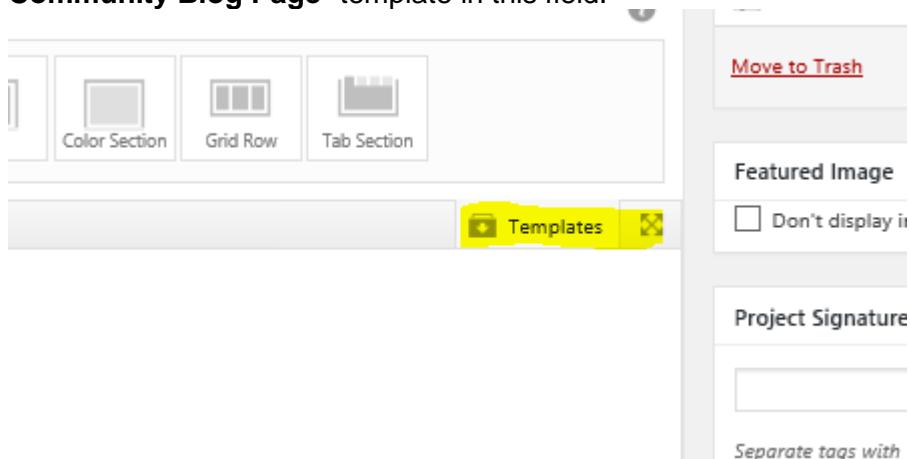 Community Blog Page" template in this field.
?
Move to Trash
Color Section
Grid Row
Tab Section
Featured Image
Templates
Don't display i
Project Signature
Separate tags with